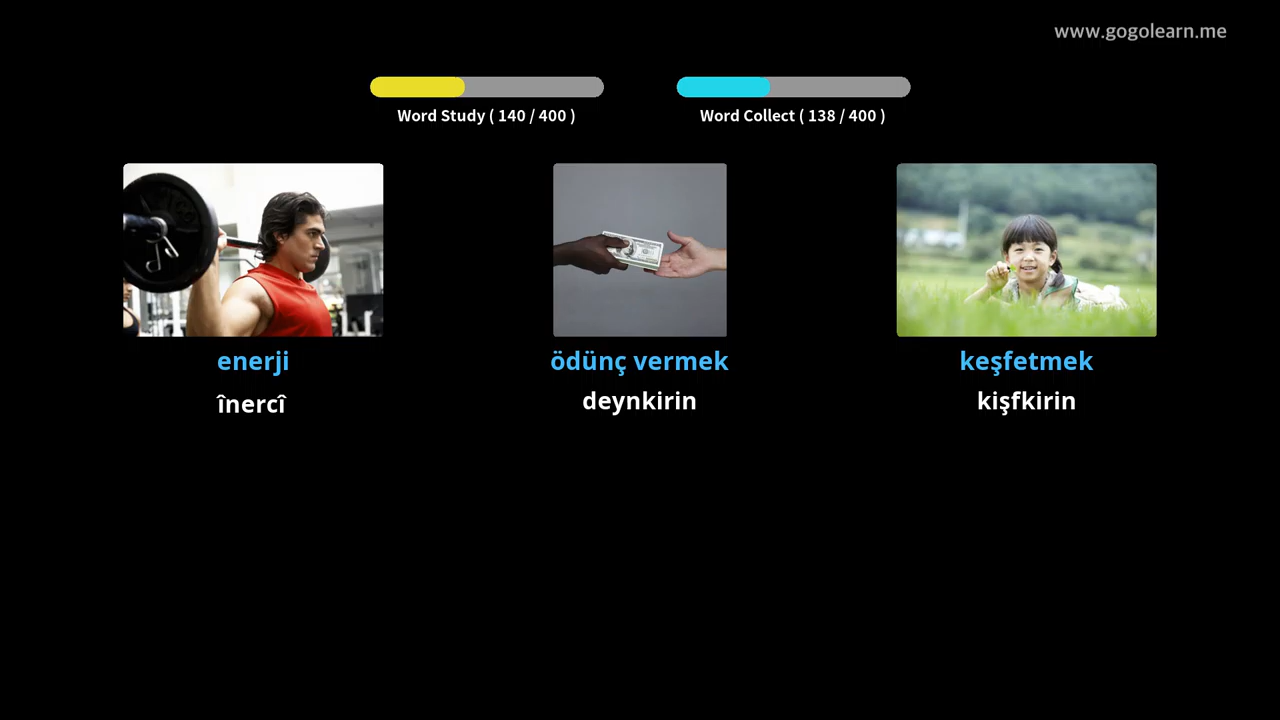 www.gogolearn.me
Word Study ( 140 / 400 )
Word Collect ( 138 / 400 )
enerji
ödünç vermek
keşfetmek
înercî
deynkirin
kişfkirin